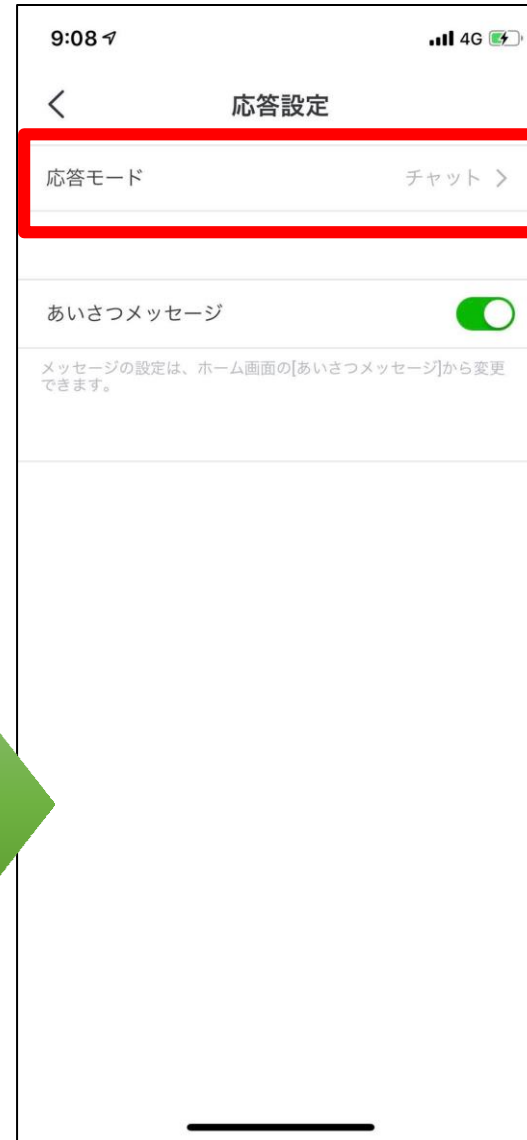 9:08
4G
応答設定
応答モード
チャット
あいさつメッセージ
メッセージの設定は、ホーム画面の[あいさつメッセージ]から変更
できます。